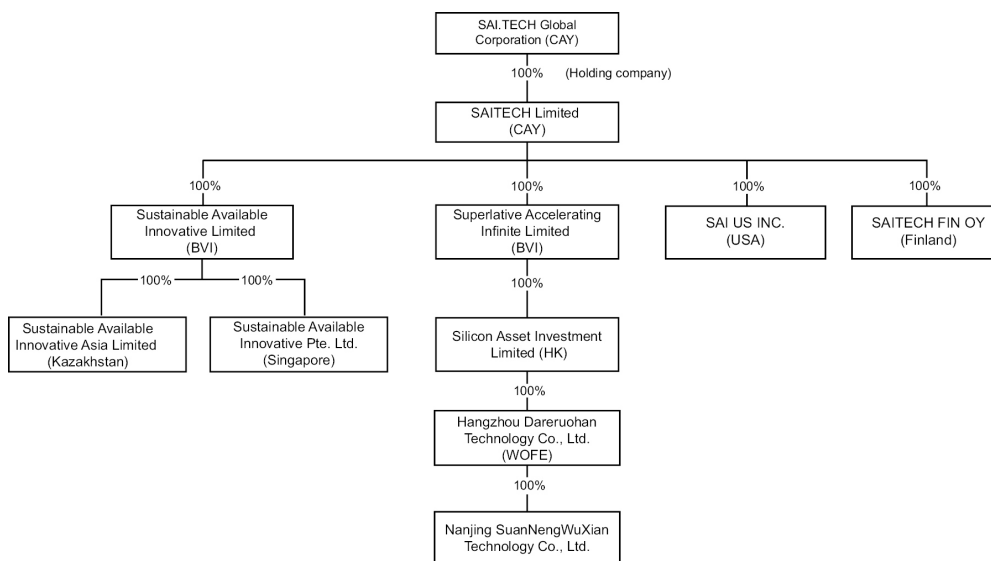 SAI.TECH Global
Corporation (CAY)
100% (Holding company)
SAITECH Limited
(CAY)
100% 100% 100% 100%
Sustainable Available
Innovative Limited
(BVI)
Superlative Accelerating
Infinite Limited
(BVI)
SAI US INC.
(USA)
SAITECH FIN OY
(Finland)
100% 100% 100%
Sustainable Available
Innovative Asia Limited
(Kazakhstan)
Sustainable Available
Innovative Pte. Ltd.
(Singapore)
Silicon Asset Investment
Limited (HK)
100%
Hangzhou Dareruohan
Technology Co., Ltd.
(WOFE)
100%
Nanjing SuanNengWuXian
Technology Co., Ltd.